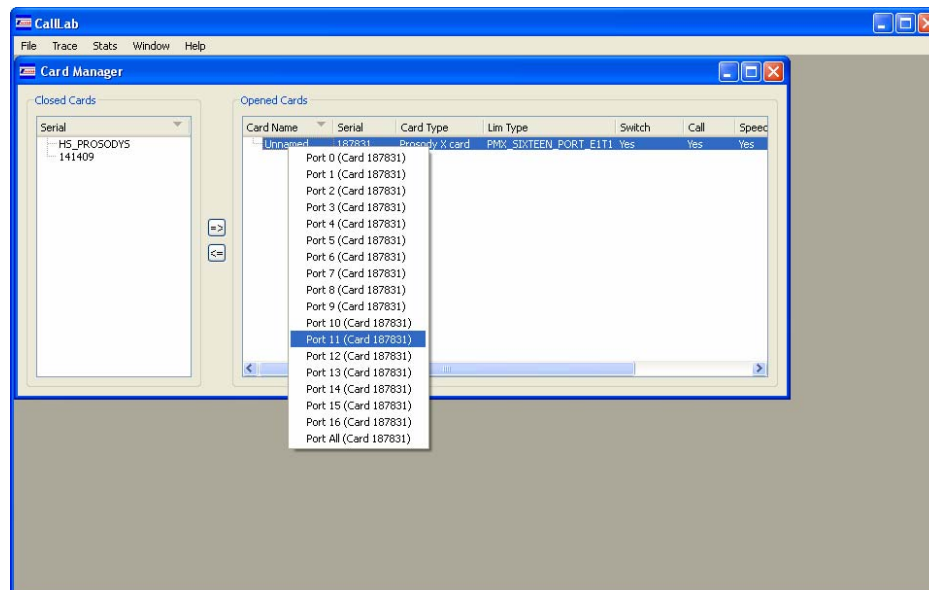 CallLab
File Trace Stats Window Help
Card Manager
Closed Cards
Opened Cards
Serial
HS_PROSODYS
141409
=>
<=
Card Name Serial Card Type Lim Type Switch Call Speec
Unnamed 187831 Prosody X card PMX_SIXTEEN_PORT_E1T1 Yes Yes Yes
Port 0 (Card 187831)
Port 1 (Card 187831)
Port 2 (Card 187831)
Port 3 (Card 187831)
Port 4 (Card 187831)
Port 5 (Card 187831)
Port 6 (Card 187831)
Port 7 (Card 187831)
Port 8 (Card 187831)
Port 9 (Card 187831)
Port 10 (Card 187831)
Port 11 (Card 187831)
Port 12 (Card 187831)
Port 13 (Card 187831)
Port 14 (Card 187831)
Port 15 (Card 187831)
Port 16 (Card 187831)
Port All (Card 187831)